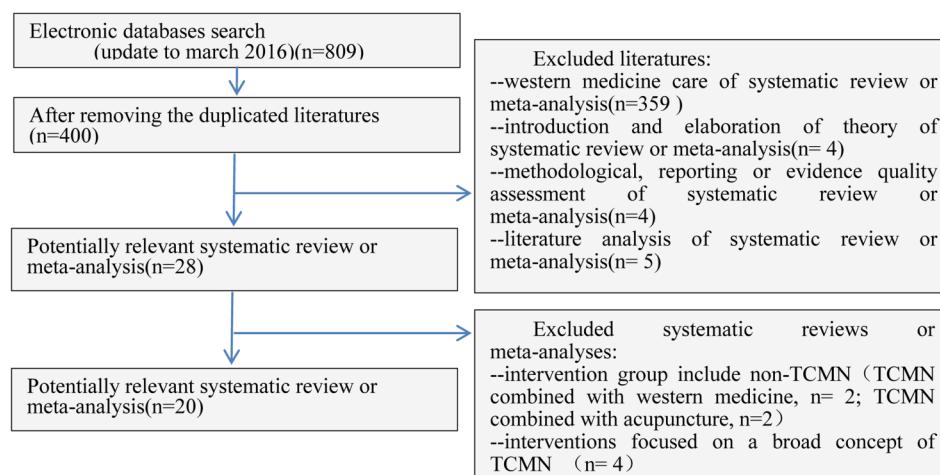 Electronic databases search
(update to march 2016)(n=809)
After removing the duplicated literatures
(n=400)
Potentially relevant systematic review or
meta-analysis(n=28)
Potentially relevant systematic review or
meta-analysis(n=20)
Excluded literatures:
--western medicine care of systematic review or
meta-analysis(n=359 )
--introduction and elaboration of theory of
systematic review or meta-analysis(n= 4)
--methodological, reporting or evidence quality
assessment of systematic review or
meta-analysis(n=4)
--literature analysis of systematic review or
meta-analysis(n= 5)
Excluded systematic reviews or
meta-analyses:
--intervention group include non-TCMN（TCMN
combined with western medicine, n= 2; TCMN
combined with acupuncture, n=2）
--interventions focused on a broad concept of
TCMN （n= 4）